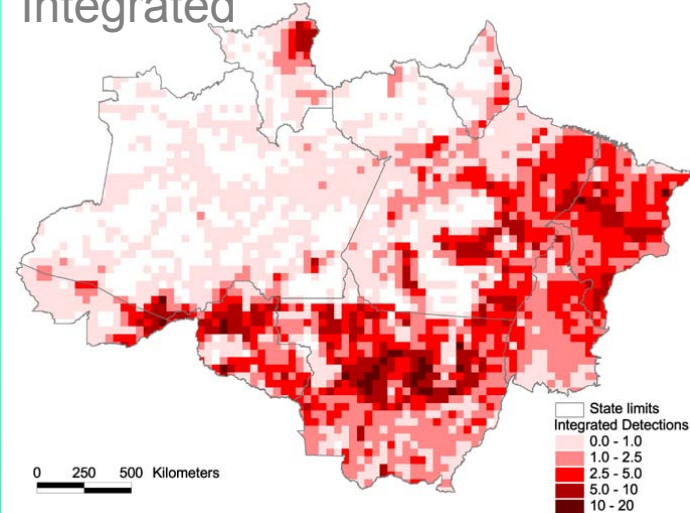 Integrated
State limits
Integrated Detections
0.0 - 1.0
1.0 - 2.5
2.5 - 5.0
5.0 - 10
10 - 20
0 250 500 Kilometers